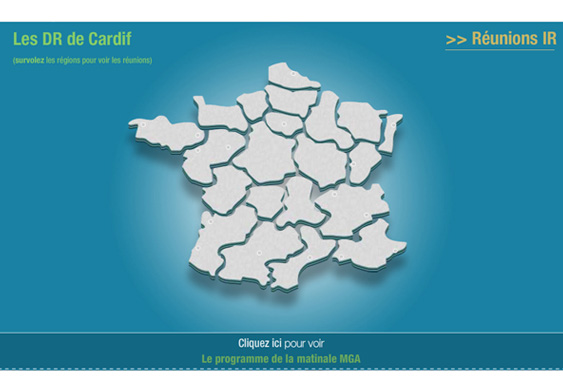 Les DR de Cardif
>> Réunions IR
(survolez les régions pour voir les réunions)
Cliquez ici pour voir
Le programme de la matinale MGA